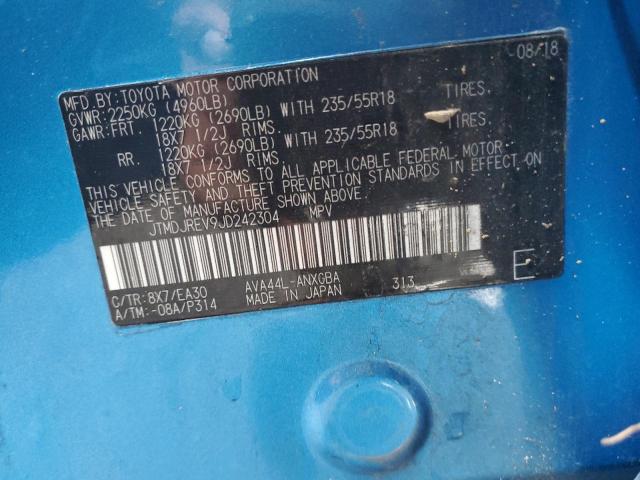 MFD.BY:TOYOTA MOTOR CORPORATION 08/18
GVWR:2250KG (4960LB)
GAWR:FRT. 1220KG (2690LB) WITH 235/55R18 TIRES.
18X7 1/2J RIMS.
RR. 1220KG (2690LB) WITH 235/55R18 TIRES.
18X7 1/2J RIMS.
THIS VEHICLE CONFORMS TO ALL APPLICABLE FEDERAL MOTOR
VEHICLE SAFETY AND THEFT PREVENTION STANDARDS IN EFFECT ON
THE DATE OF MANUFACTURE SHOWN ABOVE.
JTMDJREV9JD242304 MPV
C/TR:8X7/EA30 AVA44L-ANXGBA 313 E
A/TM:-08A/P314 MADE IN JAPAN